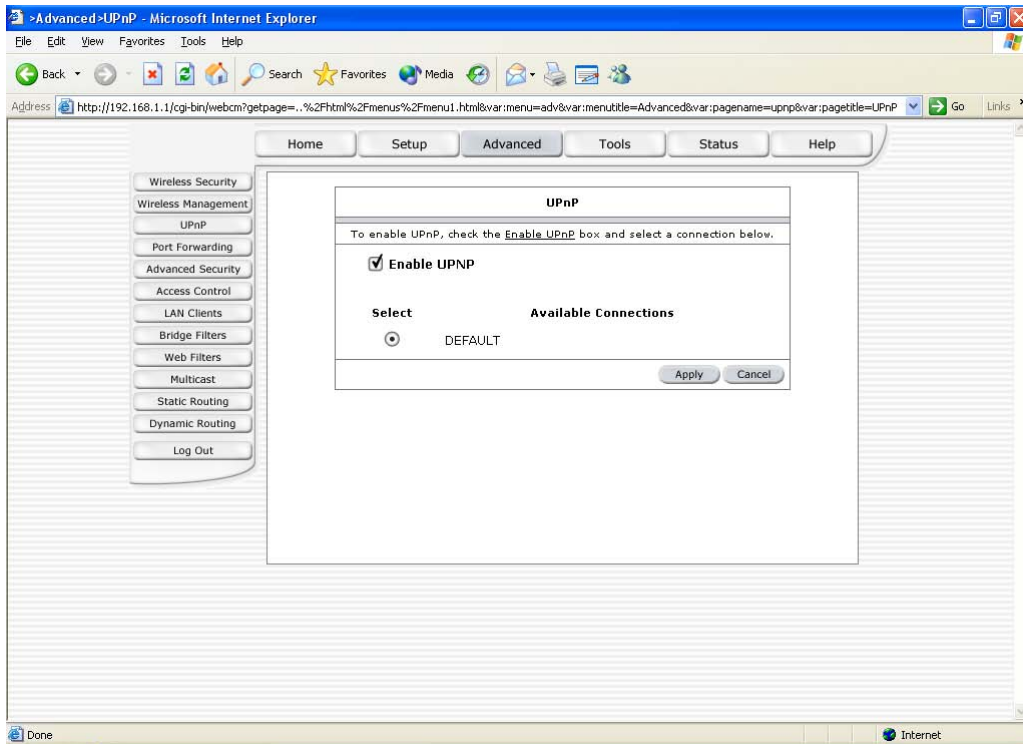 >Advanced>UPnP - Microsoft Internet Explorer
File Edit View Favorites Tools Help
Back Search Favorites Media
Address http://192.168.1.1/cgi-bin/webcm?getpage=..%2Fhtml%2Fmenus%2Fmenu1.html&var:menu=adv&var:menutitle=Advanced&var:pagename=upnp&var:pagetitle=UPnP Go Links
Home Setup Advanced Tools Status Help
Wireless Security
Wireless Management
UPnP
Port Forwarding
Advanced Security
Access Control
LAN Clients
Bridge Filters
Web Filters
Multicast
Static Routing
Dynamic Routing
Log Out
UPnP
To enable UPnP, check the Enable UPnP box and select a connection below.
Enable UPNP
Select Available Connections
DEFAULT
Apply Cancel
Done Internet